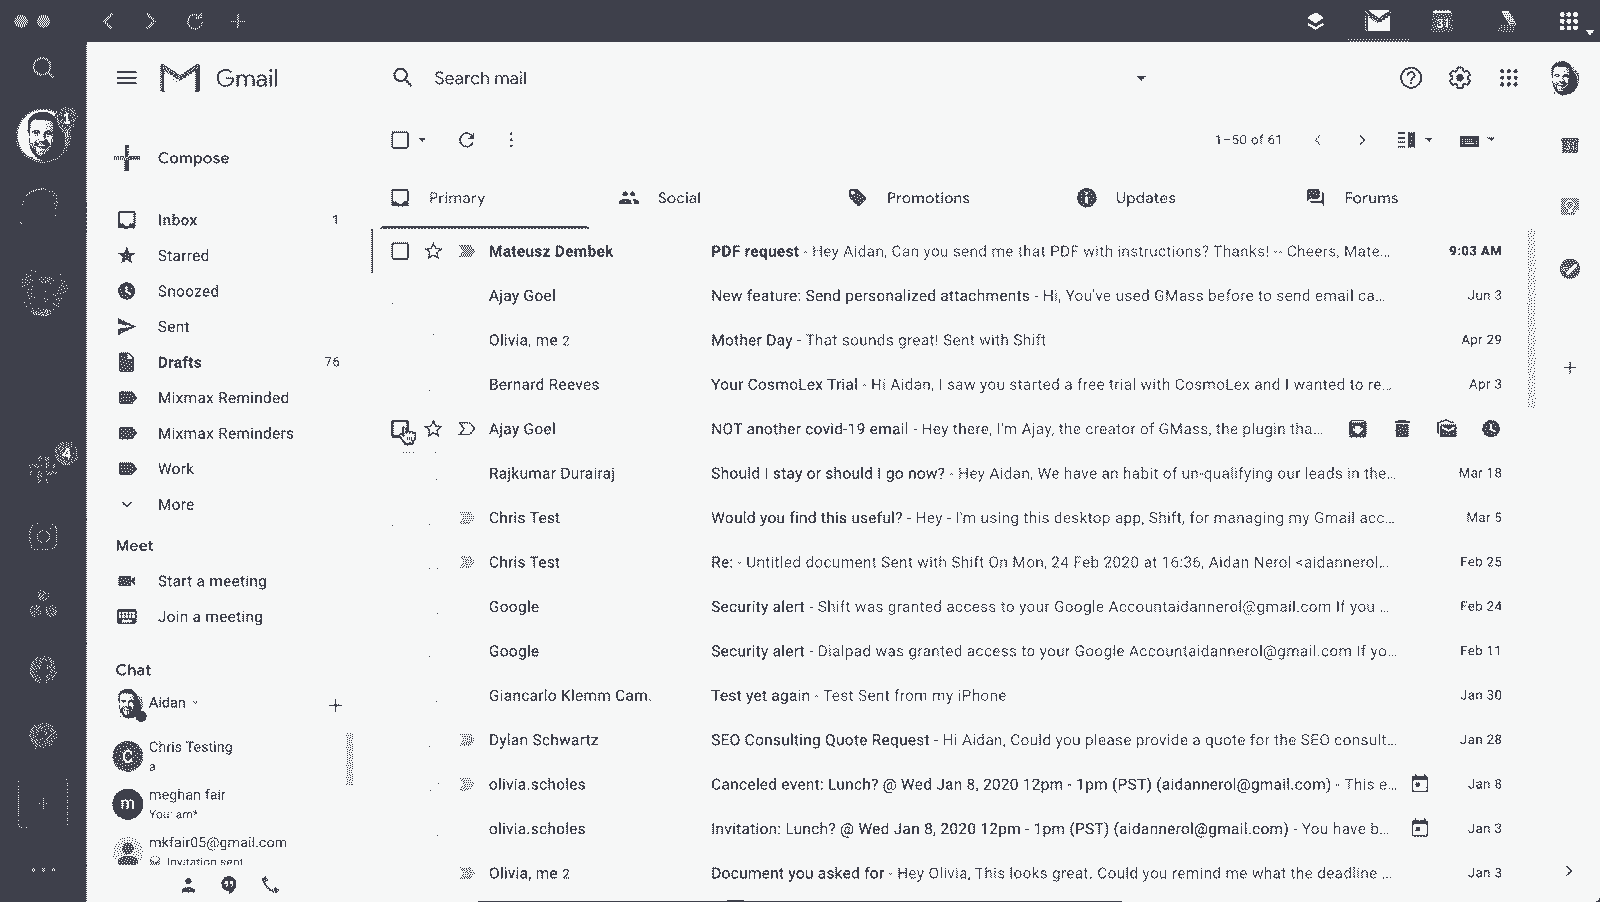 31
Gmail
Search mail
1
Compose
1–50 of 61
Primary
Social
Promotions
Updates
Forums
Inbox 1
Starred
Snoozed
Sent
Drafts 76
Mixmax Reminded
Mixmax Reminders
Work
More
Meet
Start a meeting
Join a meeting
Chat
Aidan
C Chris Testing
a
m meghan fair
You: am*
mkfair05@gmail.com
Invitation sent
4
Mateusz Dembek PDF request - Hey Aidan, Can you send me that PDF with instructions? Thanks! -- Cheers, Mate... 9:03 AM
Ajay Goel New feature: Send personalized attachments - Hi, You've used GMass before to send email ca... Jun 3
Olivia, me 2 Mother Day - That sounds great! Sent with Shift Apr 29
Bernard Reeves Your CosmoLex Trial - Hi Aidan, I saw you started a free trial with CosmoLex and I wanted to re... Apr 3
Ajay Goel NOT another covid-19 email - Hey there, I'm Ajay, the creator of GMass, the plugin tha...
Rajkumar Durairaj Should I stay or should I go now? - Hey Aidan, We have an habit of un-qualifying our leads in the... Mar 18
Chris Test Would you find this useful? - Hey - I'm using this desktop app, Shift, for managing my Gmail acc... Mar 5
Chris Test Re: - Untitled document Sent with Shift On Mon, 24 Feb 2020 at 16:36, Aidan Nerol <aidannerol... Feb 25
Google Security alert - Shift was granted access to your Google Accountaidannerol@gmail.com If you ... Feb 24
Google Security alert - Dialpad was granted access to your Google Accountaidannerol@gmail.com If yo... Feb 11
Giancarlo Klemm Cam. Test yet again - Test Sent from my iPhone Jan 30
Dylan Schwartz SEO Consulting Quote Request - Hi Aidan, Could you please provide a quote for the SEO consult... Jan 28
olivia.scholes Canceled event: Lunch? @ Wed Jan 8, 2020 12pm - 1pm (PST) (aidannerol@gmail.com) - This e... Jan 8
olivia.scholes Invitation: Lunch? @ Wed Jan 8, 2020 12pm - 1pm (PST) (aidannerol@gmail.com) - You have b... Jan 3
Olivia, me 2 Document you asked for - Hey Olivia, This looks great. Could you remind me what the deadline ... Jan 3